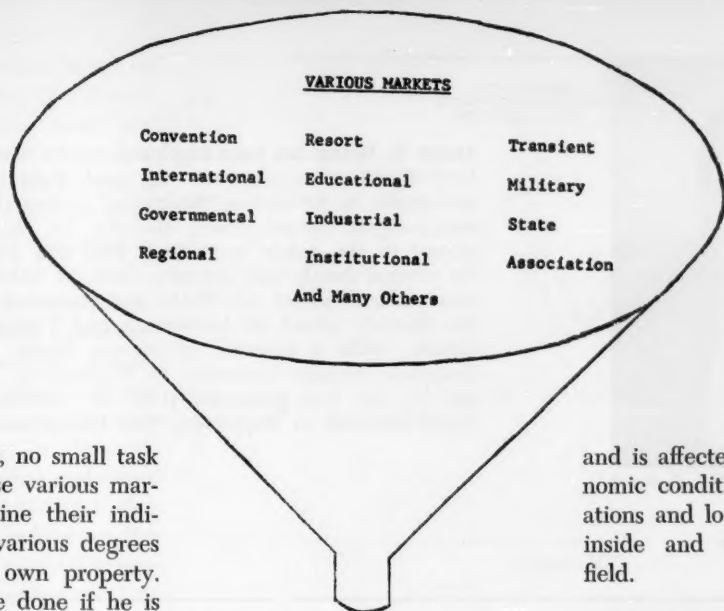 VARIOUS MARKETS
Convention Resort Transient
International Educational Military
Governmental Industrial State
Regional Institutional Association
And Many Others
, no small task
se various mar-
ine their indi-
various degrees
own property.
e done if he is
and is affecte
nomic condit
ations and lo
inside and
field.